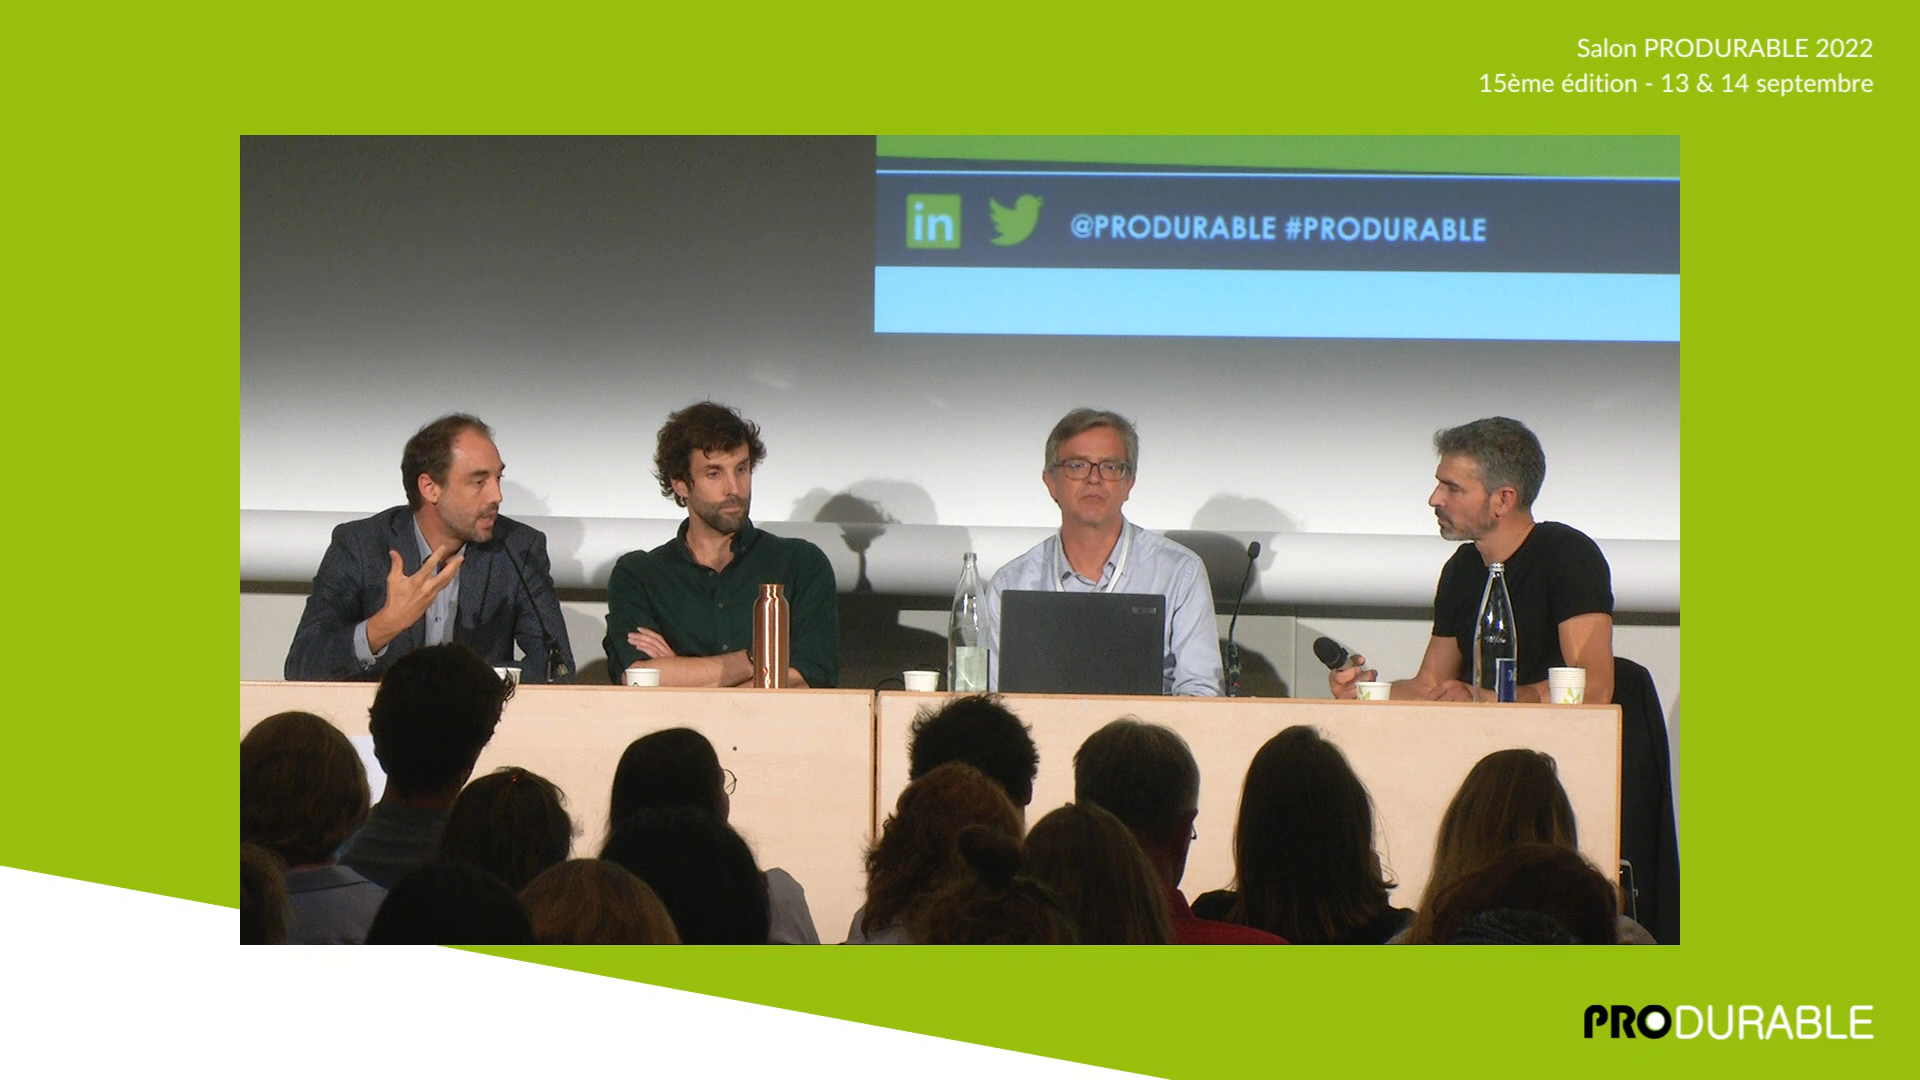 Salon PRODURABLE 2022
15ème édition - 13 & 14 septembre
in @PRODURABLE #PRODURABLE
PRODURABLE